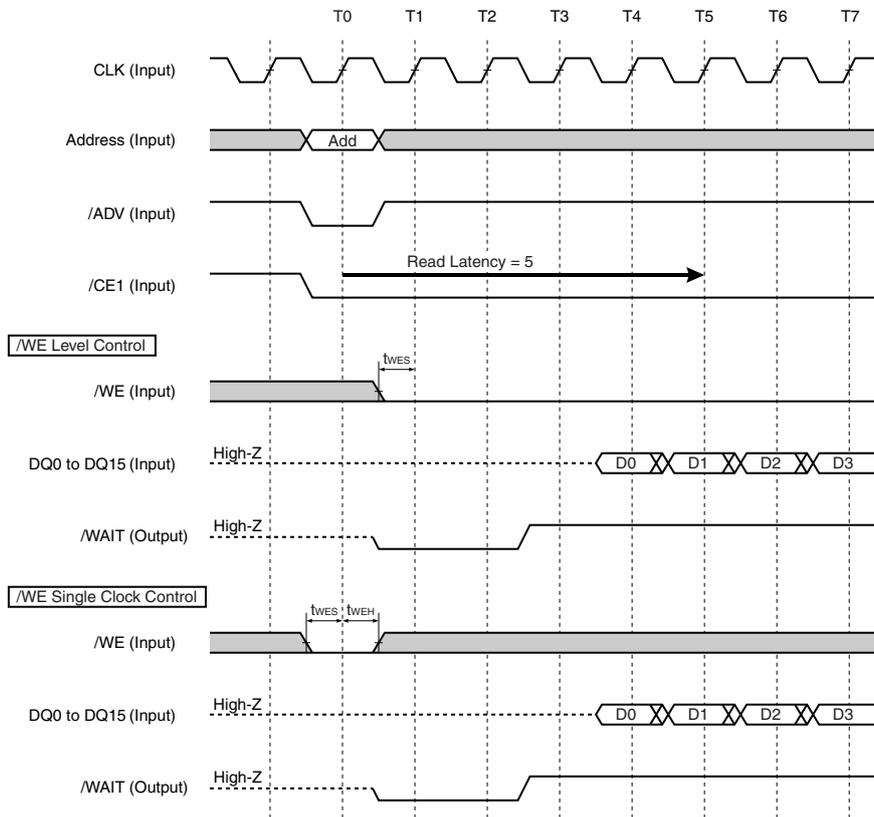 T0 T1 T2 T3 T4 T5 T6 T7
CLK (Input)
Address (Input) Add
/ADV (Input)
Read Latency = 5
/CE1 (Input)
/WE Level Control
tWES
/WE (Input)
High-Z
DQ0 to DQ15 (Input) D0 D1 D2 D3
High-Z
/WAIT (Output)
/WE Single Clock Control
tWES tWEH
/WE (Input)
High-Z
DQ0 to DQ15 (Input) D0 D1 D2 D3
High-Z
/WAIT (Output)